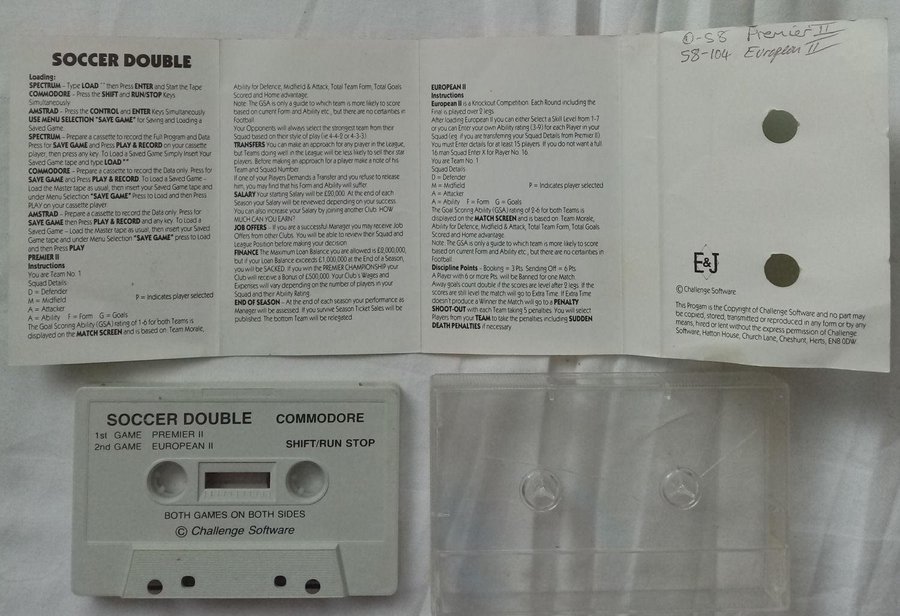 SOCCER DOUBLE
Loading:
SPECTRUM – Type LOAD "" then Press ENTER and Start the Tape
COMMODORE – Press the SHIFT and RUN/STOP Keys
Simultaneously
AMSTRAD – Press the CONTROL and ENTER Keys Simultaneously
USE MENU SELECTION "SAVE GAME" for Saving and Loading a
Saved Game.
SPECTRUM – Prepare a cassette to record the Full Program and Data
Press for SAVE GAME and Press PLAY & RECORD on your cassette
player, then press any key. To Load a Saved Game Simply Insert Your
Saved Game tape and type LOAD ""
COMMODORE – Prepare a cassette to record the Data only. Press for
SAVE GAME and Press PLAY & RECORD. To Load a Saved Game –
Load the Master tape as usual, then insert your Saved Game tape and
under Menu Selection "SAVE GAME" Press to Load and then Press
PLAY on your cassette player
AMSTRAD – Prepare a cassette to record the Data only. Press for
SAVE GAME then Press PLAY & RECORD and any key. To Load a
Saved Game – Load the Master tape as usual, then insert your Saved
Game tape and under Menu Selection "SAVE GAME" press to Load
and then Press PLAY
PREMIER II
Instructions
You are Team No. 1
Squad Details
D = Defender
M = Midfield P = Indicates player selected
A = Attacker
A = Ability F = Form G = Goals
The Goal Scoring Ability (GSA) rating of 1-6 for both Teams is
displayed on the MATCH SCREEN and is based on Team Morale,
Ability for Defence, Midfield & Attack, Total Team Form, Total Goals
Scored and Home advantage.
Note: The GSA is only a guide to which team is more likely to score
based on current Form and Ability etc., but there are no certainties in
Football.
Your Opponents will always select the strongest team from their
Squad based on their style of play (ie 4-4-2 or 4-3-3).
TRANSFERS You can make an approach for any player in the League,
but Teams doing well in the League will be less likely to sell their star
players. Before making an approach for a player make a note of his
Team and Squad Number
If one of your Players Demands a Transfer and you refuse to release
him, you may find that his Form and Ability will suffer
SALARY Your starting Salary will be £20,000. At the end of each
Season your Salary will be Reviewed depending on your success.
You can also increase your Salary by joining another Club. HOW
MUCH CAN YOU EARN?
JOB OFFERS – If you are a successful Manager you may receive Job
Offers from other Clubs. You will be able to review their Squad and
League Position before making your decision
FINANCE The Maximum Loan Balance you are allowed is £2,000,000,
but if your Loan Balance exceeds £1,000,000 at the End of a Season,
you will be SACKED. If you win the PREMIER CHAMPIONSHIP your
Club will receive a Bonus of £500,000. Your Club's Wages and
Expenses will vary depending on the number of players in your
Squad and their Ability Rating.
END OF SEASON – At the end of each season your performance as
Manager will be assessed. If you survive Season Ticket Sales will be
published. The bottom Team will be relegated.
EUROPEAN II
Instructions
European II is a Knockout Competition. Each Round including the
Final is played over 2 legs.
After loading European II you can either Select a Skill Level from 1-7
or you can Enter your own Ability rating (3-9) for each Player in your
Squad (eg. if you are transferring your Squad Details from Premier II).
You Must enter details for at least 15 players. If you do not want a full
16 man Squad Enter X for Player No. 16.
You are Team No. 1
Squad Details
D = Defender
M = Midfield P = Indicates player selected
A = Attacker
A = Ability F = Form G = Goals
The Goal Scoring Ability (GSA) rating of 2-6 for both Teams is
displayed on the MATCH SCREEN and is based on Team Morale,
Ability for Defence, Midfield & Attack, Total Team Form, Total Goals
Scored and Home advantage.
Note: The GSA is only a guide to which team is more likely to score
based on current Form and Ability etc., but there are no certainties in
Football.
Discipline Points – Booking = 3 Pts. Sending Off = 6 Pts.
A Player with 6 or more Pts. will be Banned for one Match.
Away goals count double if the scores are level after 2 legs. If the
scores are still level the match will go to Extra Time. If Extra Time
doesn't produce a Winner the Match will go to a PENALTY
SHOOT-OUT with each Team taking 5 penalties. You will select
Players from your TEAM to take the penalties including SUDDEN
DEATH PENALTIES if necessary.
0-58 Premier II
58-104 European II
E&J
© Challenge Software
This Progam is the Copyright of Challenge Software and no part may
be copied, stored, transmitted or reproduced in any form or by any
means, hired or lent without the express permission of Challenge
Software, Hatton House, Church Lane, Cheshunt, Herts, EN8 0DW.
SOCCER DOUBLE COMMODORE
1st GAME PREMIER II
2nd GAME EUROPEAN II SHIFT/RUN STOP
BOTH GAMES ON BOTH SIDES
© Challenge Software